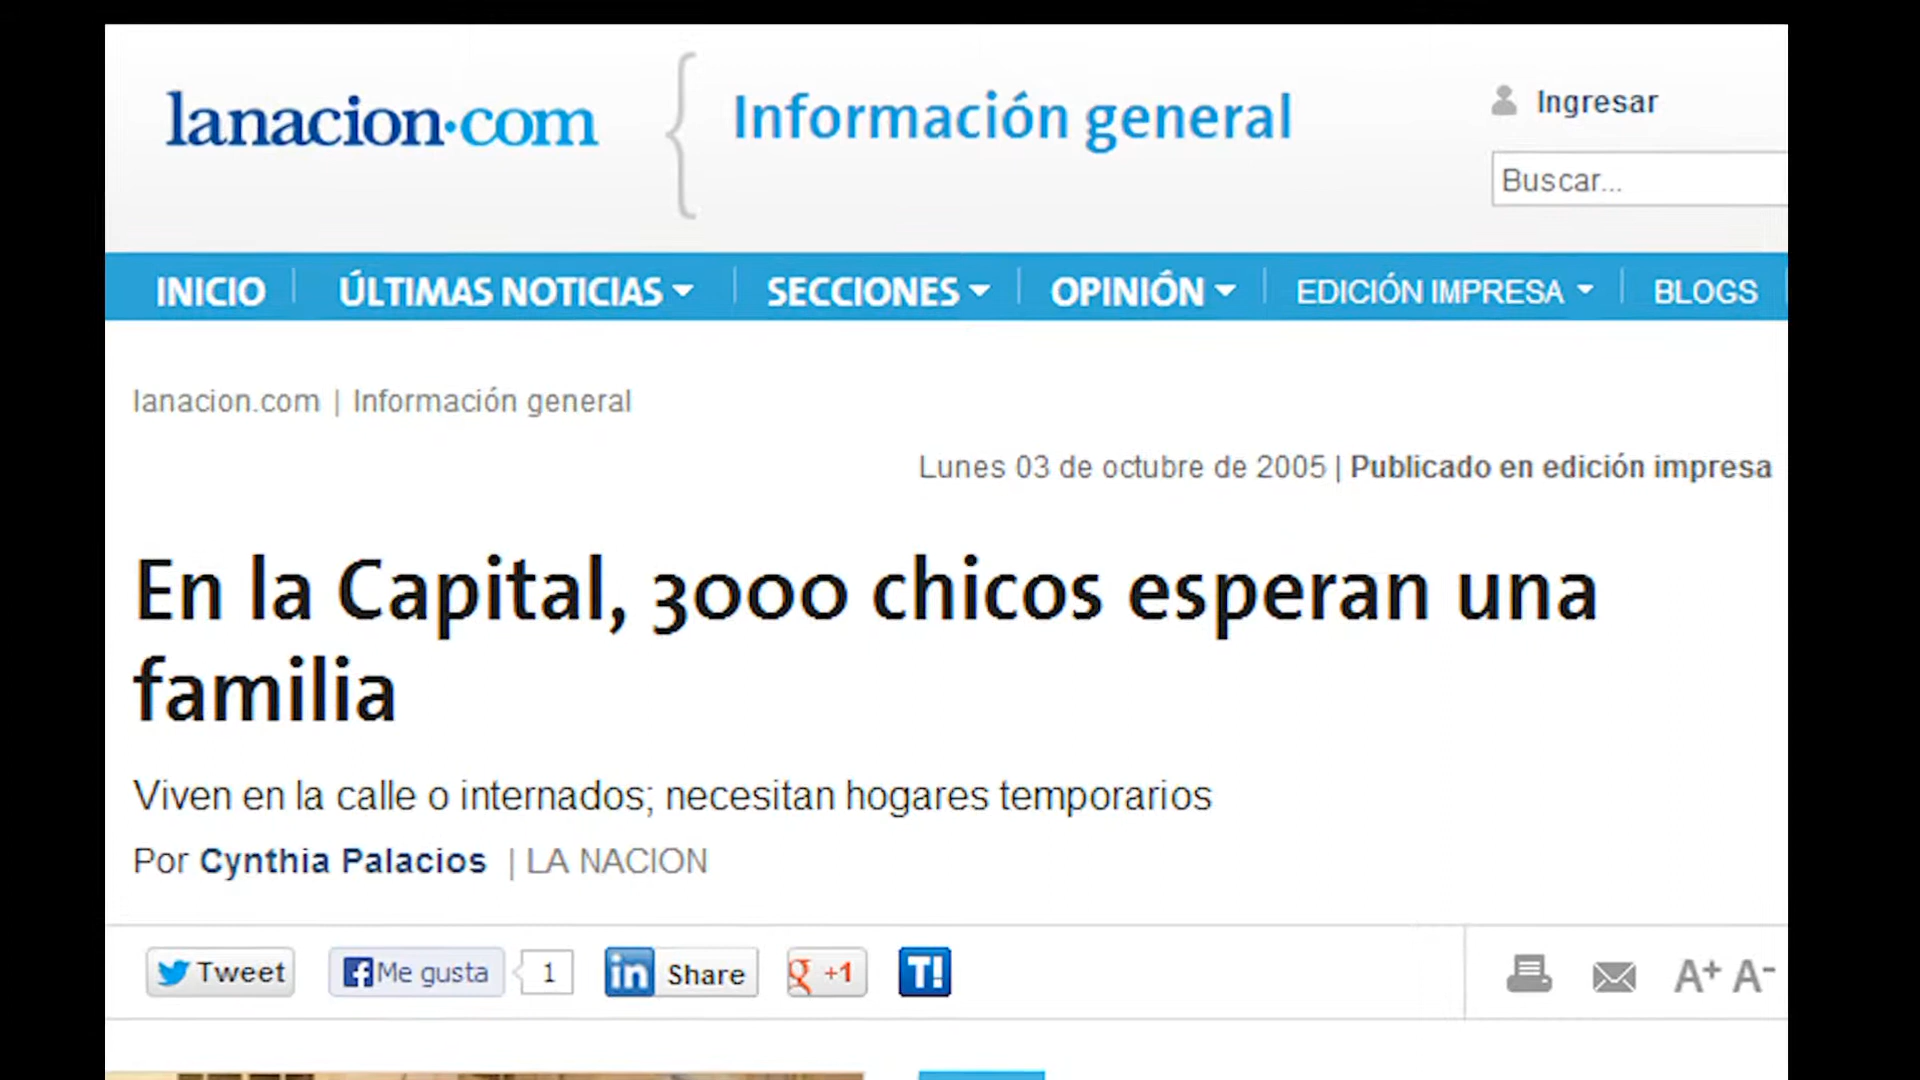 lanacion.com
Información general
Ingresar
Buscar...
INICIO
ÚLTIMAS NOTICIAS
SECCIONES
OPINIÓN
EDICIÓN IMPRESA
BLOGS
lanacion.com | Información general
Lunes 03 de octubre de 2005 | Publicado en edición impresa
En la Capital, 3000 chicos esperan una
familia
Viven en la calle o internados; necesitan hogares temporarios
Por Cynthia Palacios | LA NACION
Tweet
Me gusta
1
in Share
g +1
T!
A+ A-